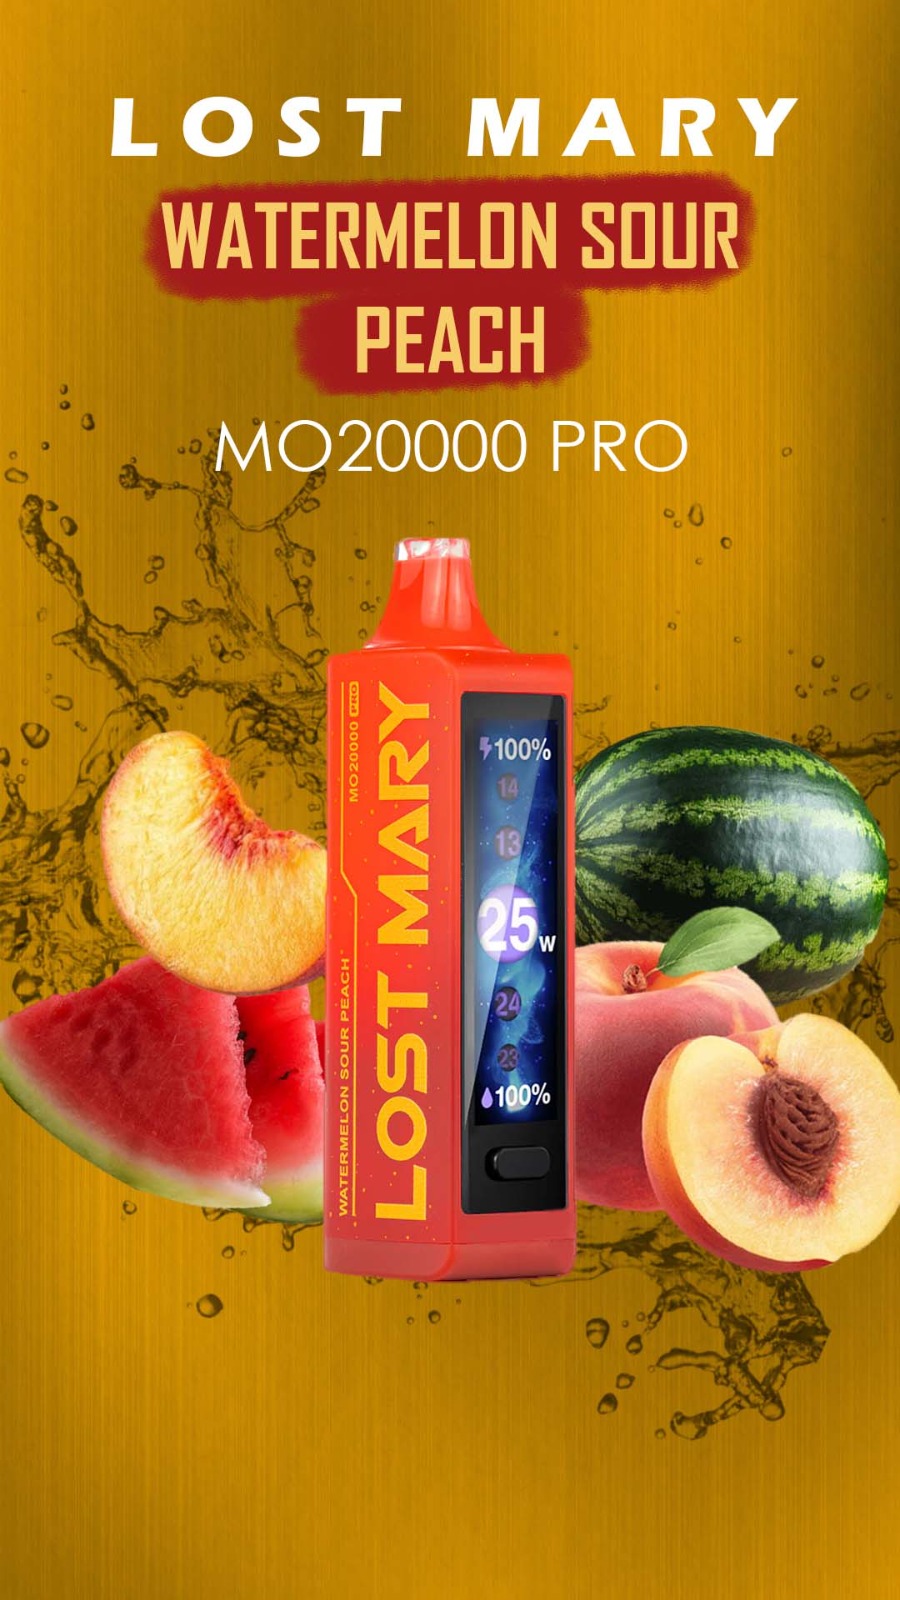 LOST MARY
WATERMELON SOUR
PEACH
MO20000 PRO
MO20000 PRO
LOST MARY
WATERMELON SOUR PEACH
100%
14
13
25w
24
23
100%